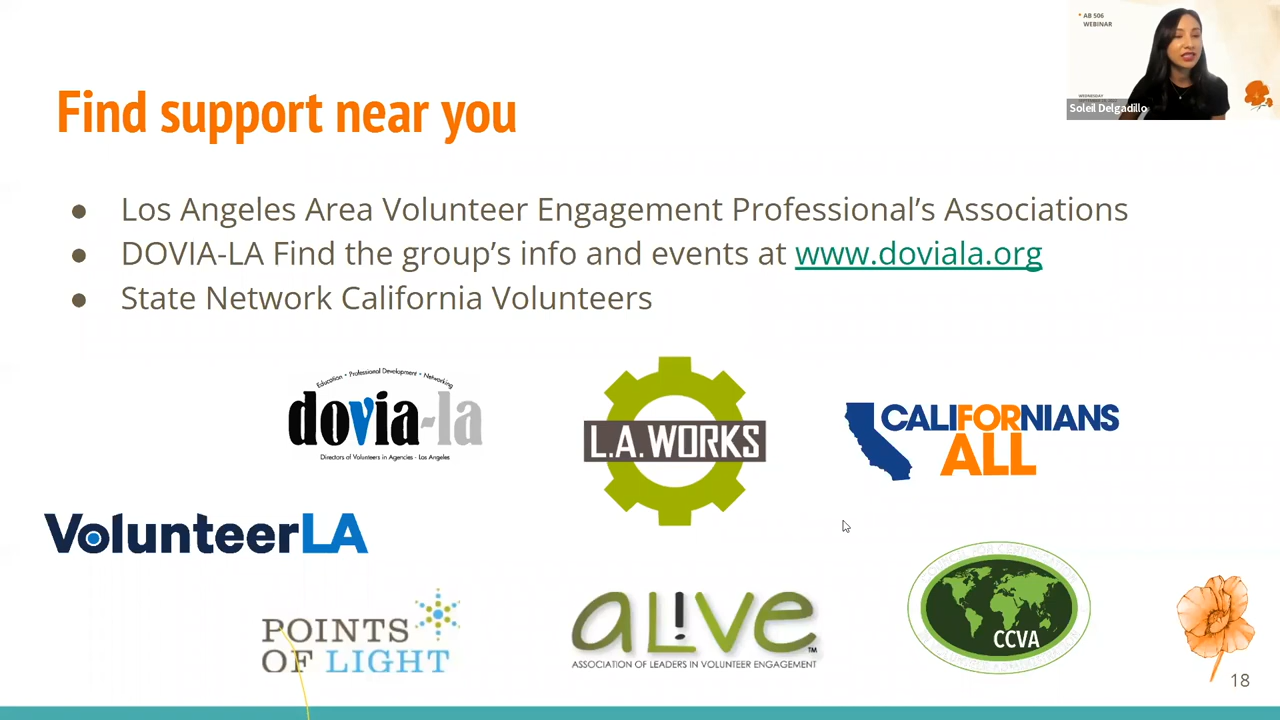 AB 506
WEBINAR
WEDNESDAY
Soleil Delgadillo
Find support near you
● Los Angeles Area Volunteer Engagement Professional's Associations
● DOVIA-LA Find the group's info and events at www.doviala.org
● State Network California Volunteers
Education • Professional Development • Networking
dovia-la
Directors of Volunteers in Agencies - Los Angeles
L.A.WORKS
CALIFORNIANS
ALL
VolunteerLA
POINTS
OF LIGHT
aL!ve™
ASSOCIATION OF LEADERS IN VOLUNTEER ENGAGEMENT
CCVA
18